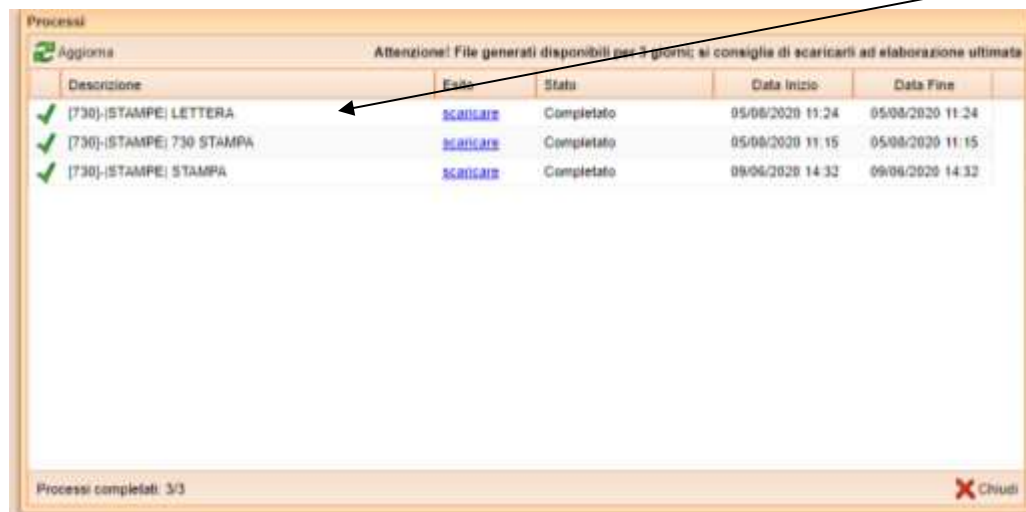 Processi
Aggiorna Attenzione! File generati disponibili per 3 giorni; si consiglia di scaricarli ad elaborazione ultimata
Descrizione Esito Stato Data Inizio Data Fine
[730]-|STAMPE| LETTERA scaricare Completato 05/08/2020 11:24 05/08/2020 11:24
[730]-|STAMPE| 730 STAMPA scaricare Completato 05/08/2020 11:15 05/08/2020 11:15
[730]-|STAMPE| STAMPA scaricare Completato 09/06/2020 14:32 09/06/2020 14:32
Processi completati: 3/3 Chiudi